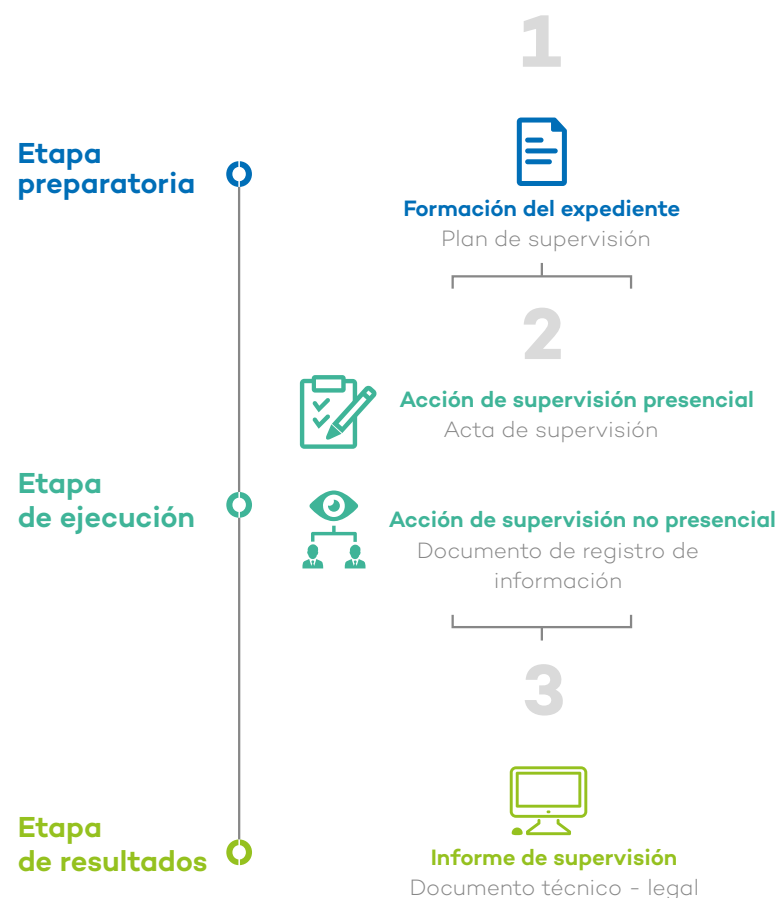 1
Etapa
preparatoria
Formación del expediente
Plan de supervisión
2
Acción de supervisión presencial
Acta de supervisión
Etapa
de ejecución
Acción de supervisión no presencial
Documento de registro de
información
3
Etapa
de resultados
Informe de supervisión
Documento técnico - legal